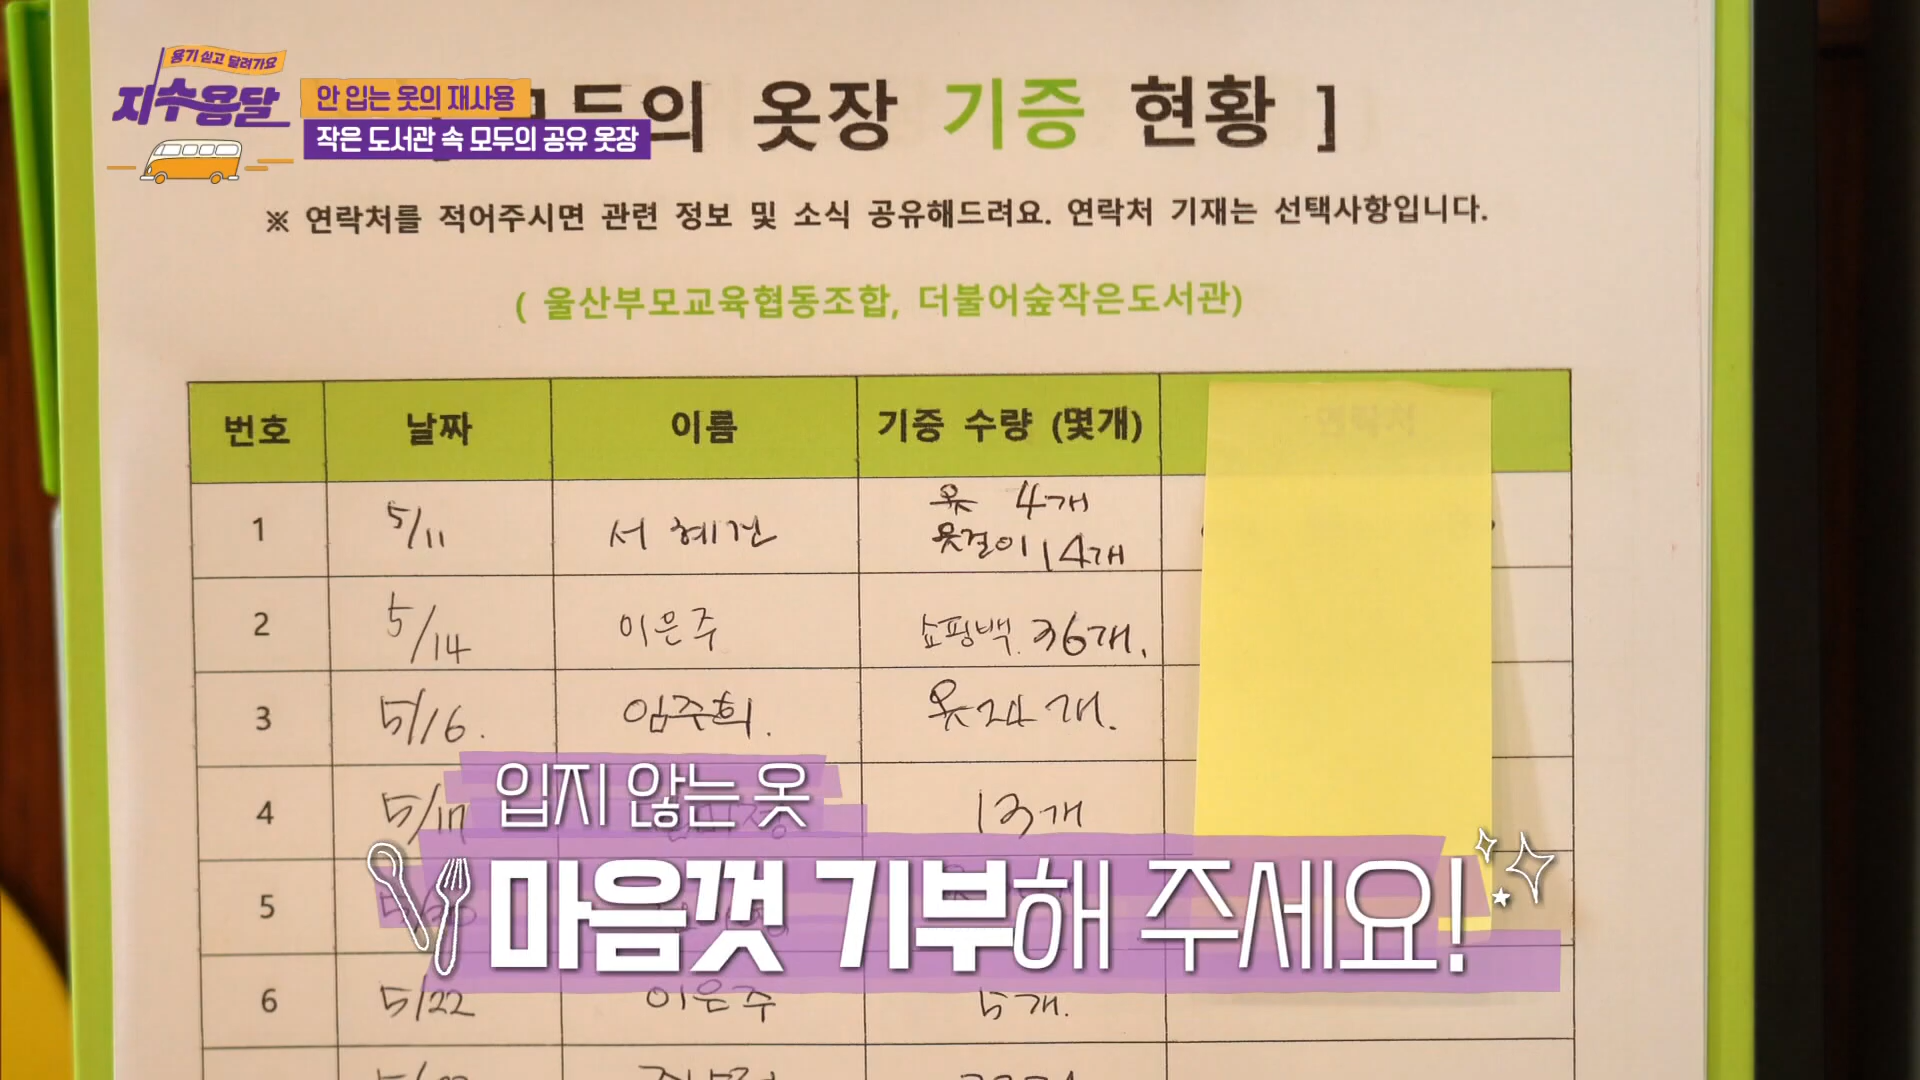 용기 싣고 달려가요
지수용달
안 입는 옷의 재사용
작은 도서관 속 모두의 공유 옷장
모두의 옷장 기증 현황 ]
※ 연락처를 적어주시면 관련 정보 및 소식 공유해드려요. 연락처 기재는 선택사항입니다.
( 울산부모교육협동조합, 더불어숲작은도서관)
번호 날짜 이름 기증 수량 (몇개) 연락처
1 5/11 서혜건 옷 4개
옷걸이 14개
2 5/14 이은주 쇼핑백. 36개.
3 5/16. 임주희. 옷 24개.
4 5/17 13개
입지 않는 옷
5
마음껏 기부해 주세요!
6 5/22 이은주 5개.